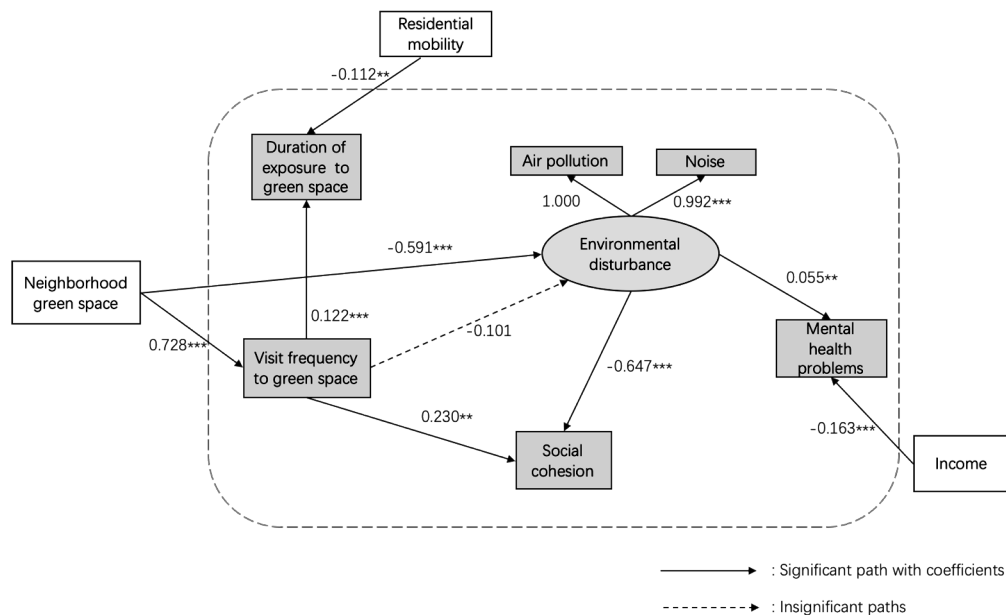 Residential
mobility
-0.112**
Duration of
exposure to
green space
Air pollution
Noise
1.000
0.992***
-0.591***
Environmental
disturbance
Neighborhood
green space
0.055**
0.122***
-0.101
Mental
health
problems
0.728***
Visit frequency
to green space
-0.647***
0.230**
-0.163***
Social
cohesion
Income
: Significant path with coefficients
: Insignificant paths